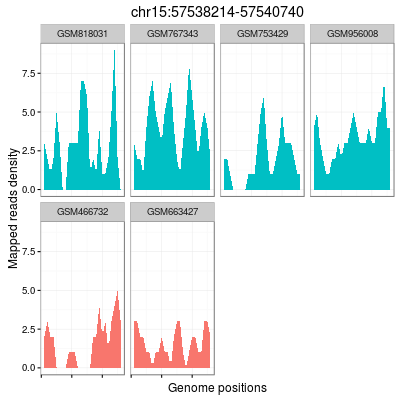 chr15:57538214-57540740
GSM818031 GSM767343 GSM753429 GSM956008
7.5
5.0
2.5
0.0
GSM466732 GSM663427
7.5
5.0
2.5
0.0
Mapped reads density
Genome positions